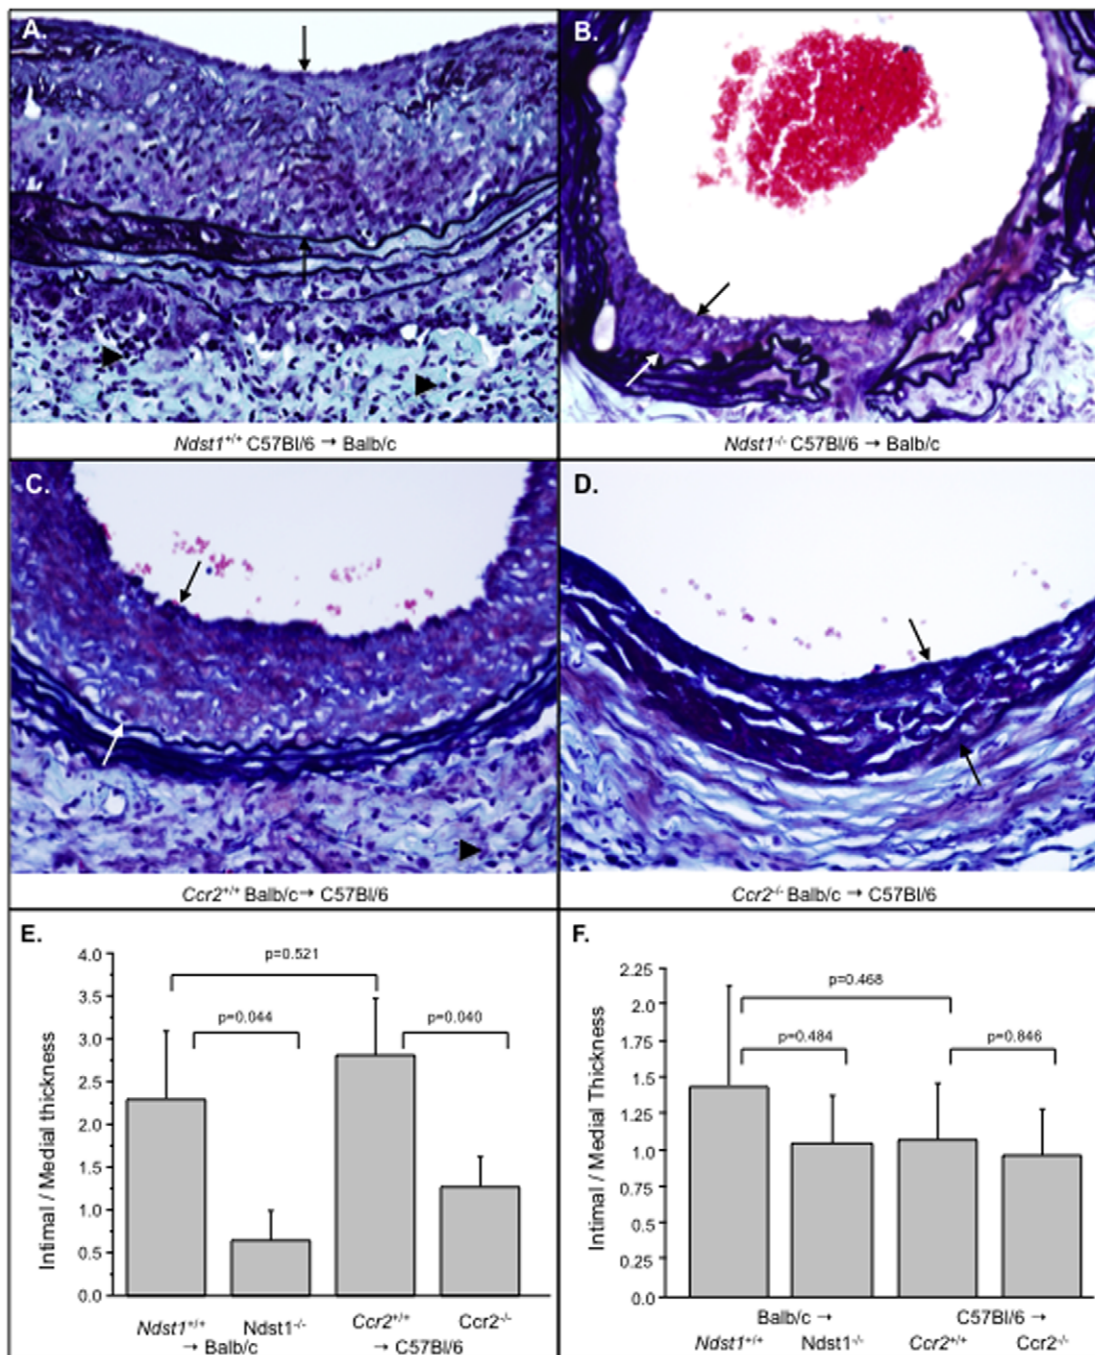 A.
B.
Ndst1+/+ C57Bl/6 → Balb/c
Ndst1-/- C57Bl/6 → Balb/c
C.
D.
Ccr2+/+ Balb/c → C57Bl/6
Ccr2-/- Balb/c → C57Bl/6
E.
Intimal / Medial thickness
4.0
3.5
3.0
2.5
2.0
1.5
1.0
0.5
0.0
p=0.521
p=0.044
p=0.040
Ndst1+/+
Ndst1-/-
Ccr2+/+
Ccr2-/-
→ Balb/c
→ C57Bl/6
F.
Intimal / Medial Thickness
2.25
2.0
1.75
1.5
1.25
1.0
0.75
0.5
0.25
0.0
p=0.468
p=0.484
p=0.846
Balb/c →
C57Bl/6 →
Ndst1+/+
Ndst1-/-
Ccr2+/+
Ccr2-/-